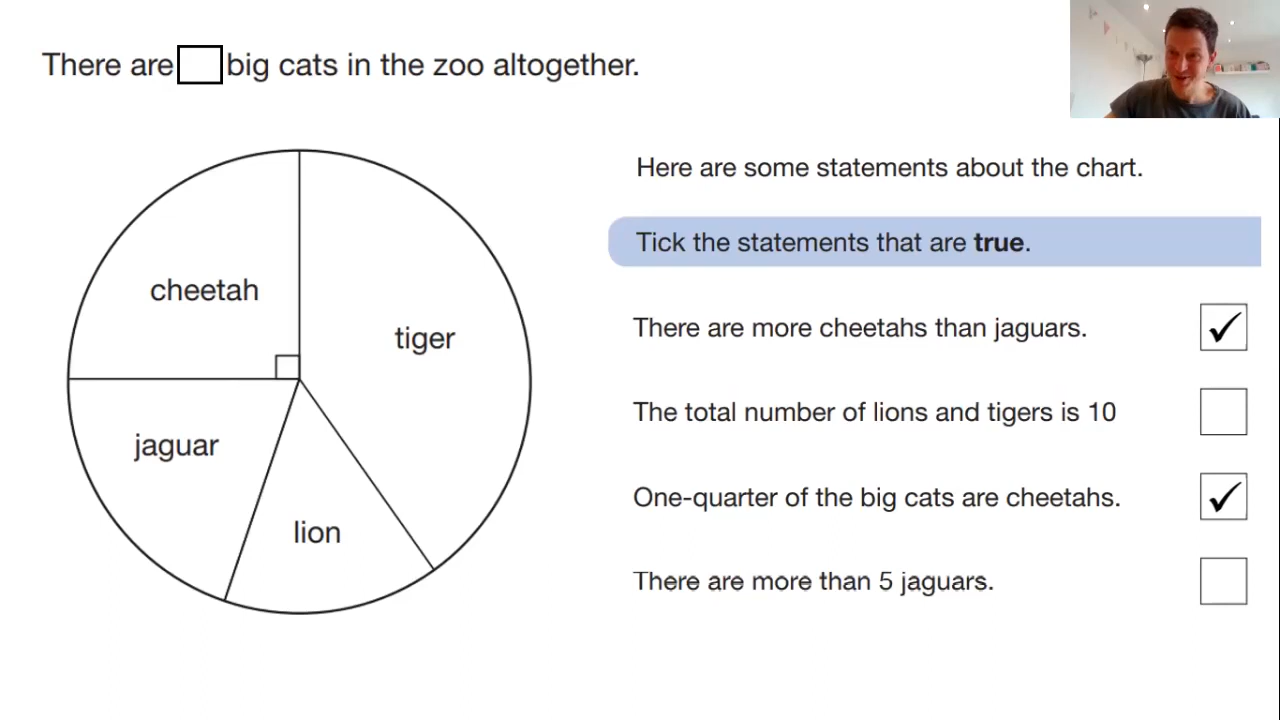 There are big cats in the zoo altogether.
Here are some statements about the chart.
Tick the statements that are true.
cheetah
tiger
jaguar
lion
There are more cheetahs than jaguars.
The total number of lions and tigers is 10
One-quarter of the big cats are cheetahs.
There are more than 5 jaguars.